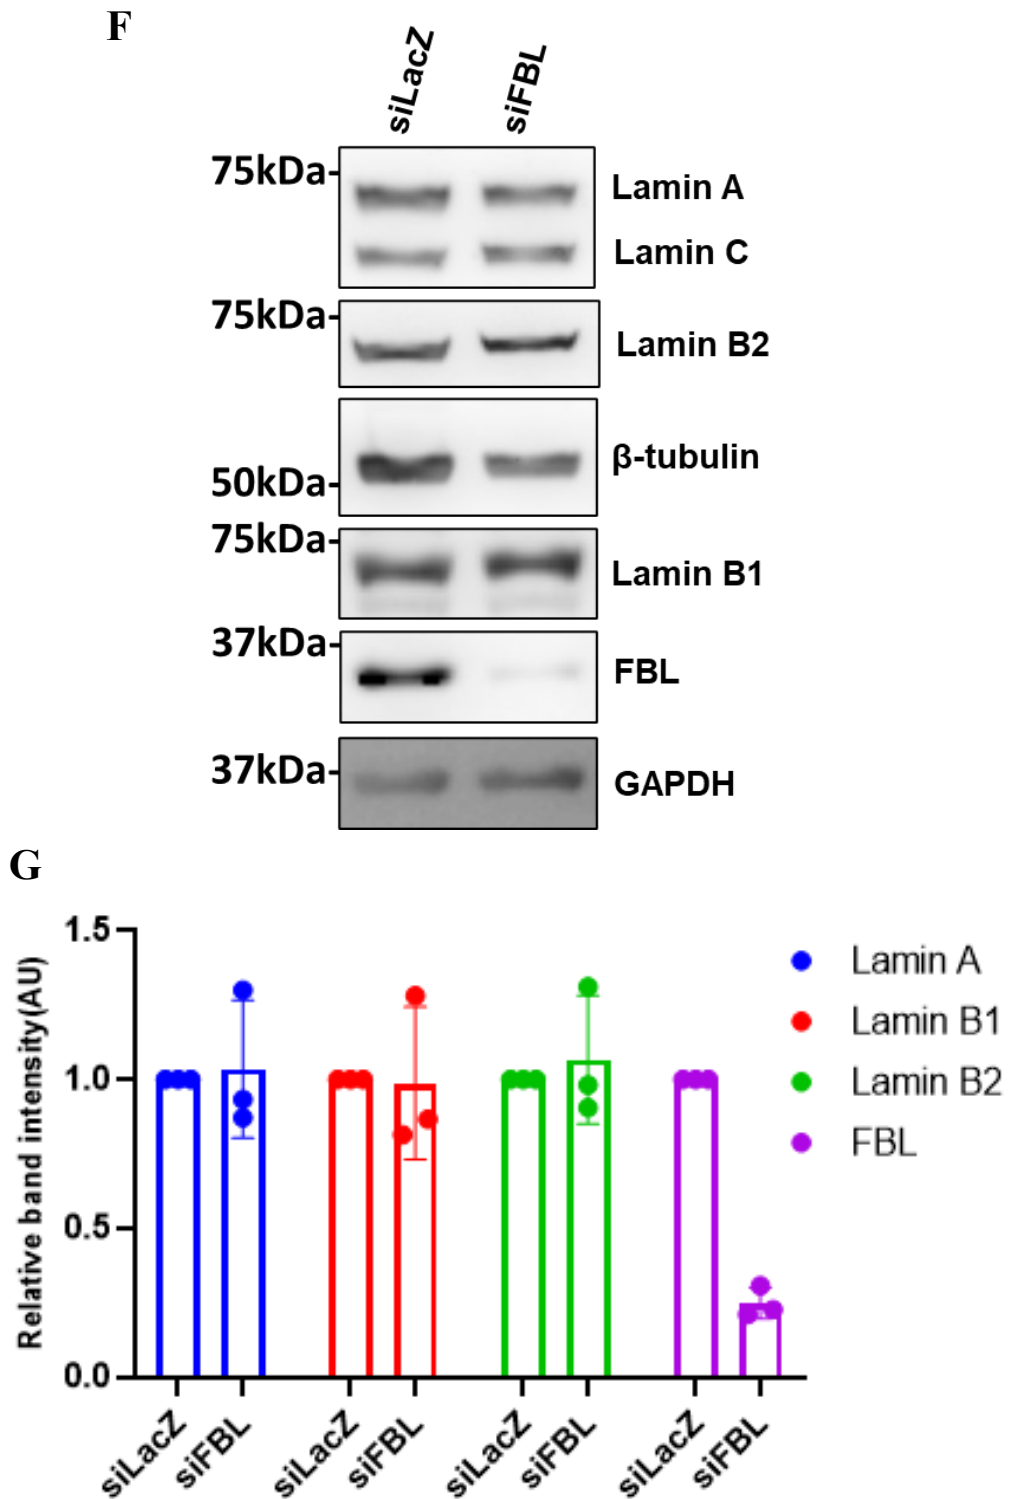 F
siLacZ siFBL
75kDa- Lamin A
Lamin C
75kDa- Lamin B2
β-tubulin
50kDa-
75kDa- Lamin B1
37kDa- FBL
37kDa- GAPDH
G
Relative band intensity(AU)
1.5
1.0
0.5
0.0
Lamin A
Lamin B1
Lamin B2
FBL
siLacZ siFBL siLacZ siFBL siLacZ siFBL siLacZ siFBL